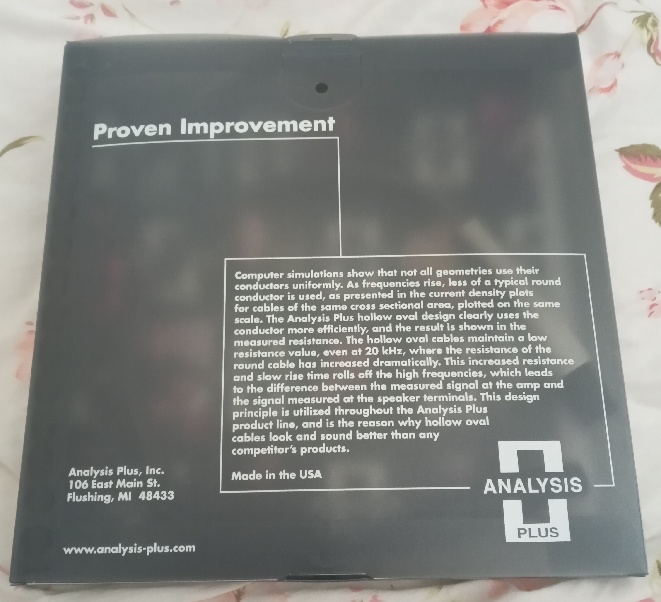 Proven Improvement
Computer simulations show that not all geometries use their
conductors uniformly. As frequencies rise, less of a typical round
conductor is used, as presented in the current density plots
for cables of the same cross sectional area, plotted on the same
scale. The Analysis Plus hollow oval design clearly uses the
conductor more efficiently, and the result is shown in the
measured resistance. The hollow oval cables maintain a low
resistance value, even at 20 kHz, where the resistance of the
round cable has increased dramatically. This increased resistance
and slow rise time rolls off the high frequencies, which leads
to the difference between the measured signal at the amp and
the signal measured at the speaker terminals. This design
principle is utilized throughout the Analysis Plus
product line, and is the reason why hollow oval
cables look and sound better than any
competitor's products.
Made in the USA
Analysis Plus, Inc.
106 East Main St.
Flushing, MI 48433
www.analysis-plus.com
ANALYSIS
PLUS